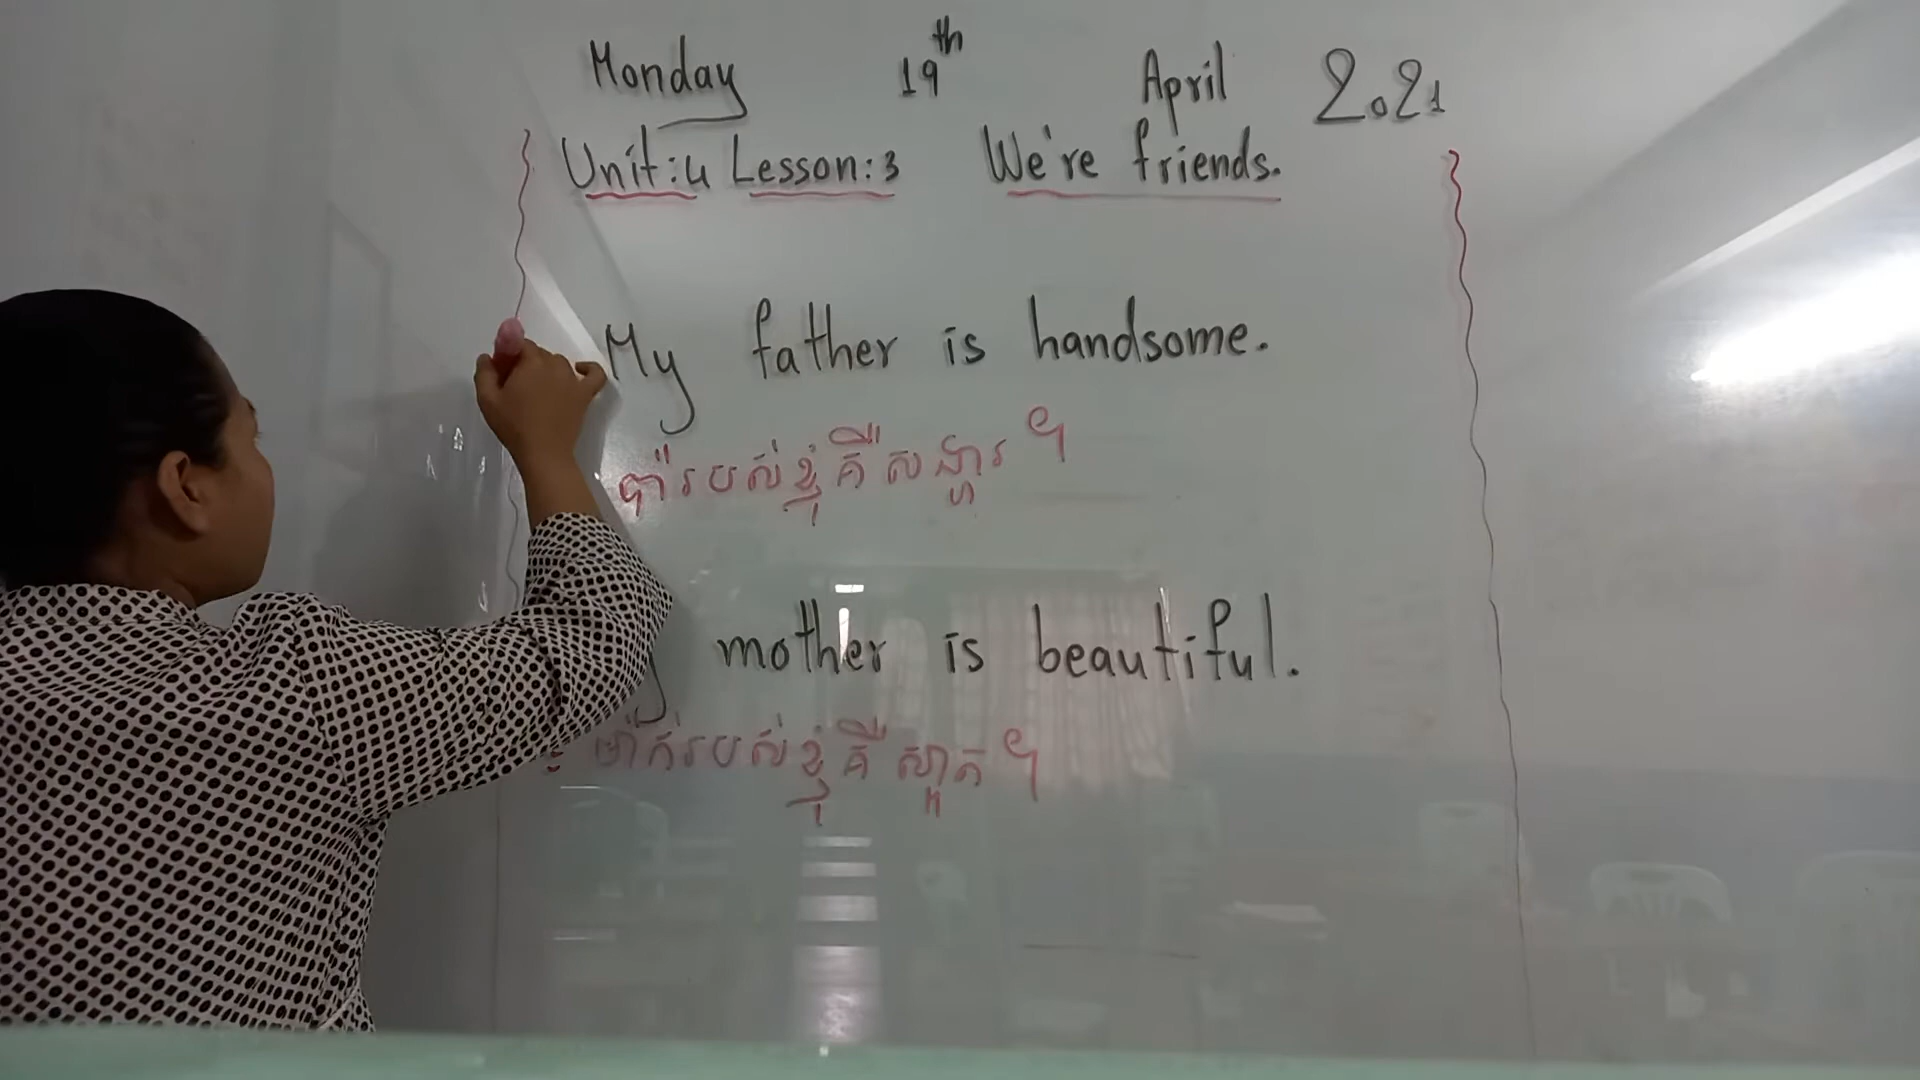 Monday 19th April 2021
Unit:4 Lesson:3 We're friends.
My father is handsome.
ប៉ារបស់ខ្ញុំគឺសង្ហារ ។
mother is beautiful.
ម៉ាក់របស់ខ្ញុំគឺស្អាត ។